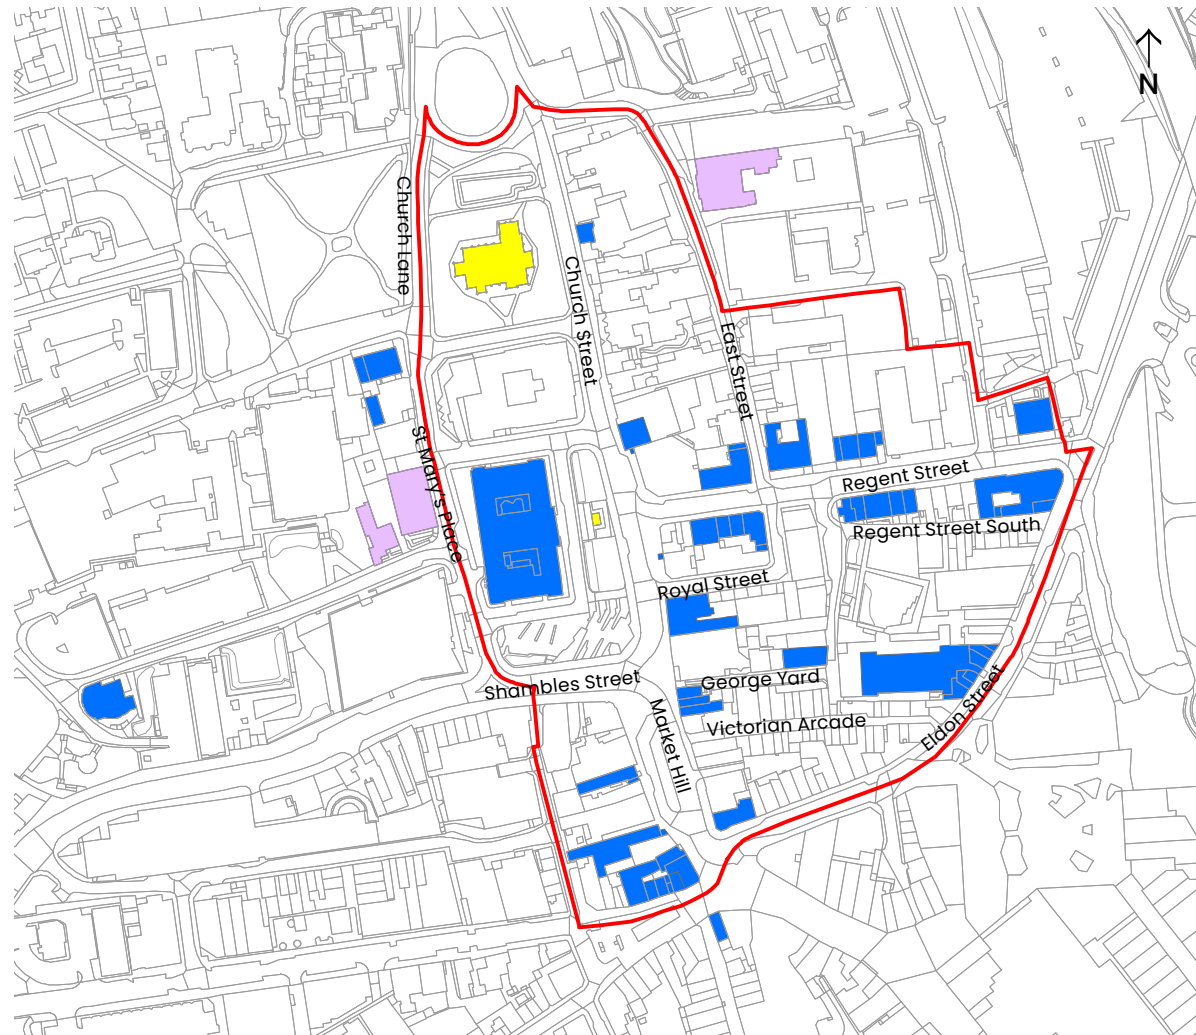 N
Church Lane
Church Street
East Street
St Mary's Place
Regent Street
Regent Street South
Royal Street
George Yard
Shambles Street
Market Hill
Victorian Arcade
Eldon Street